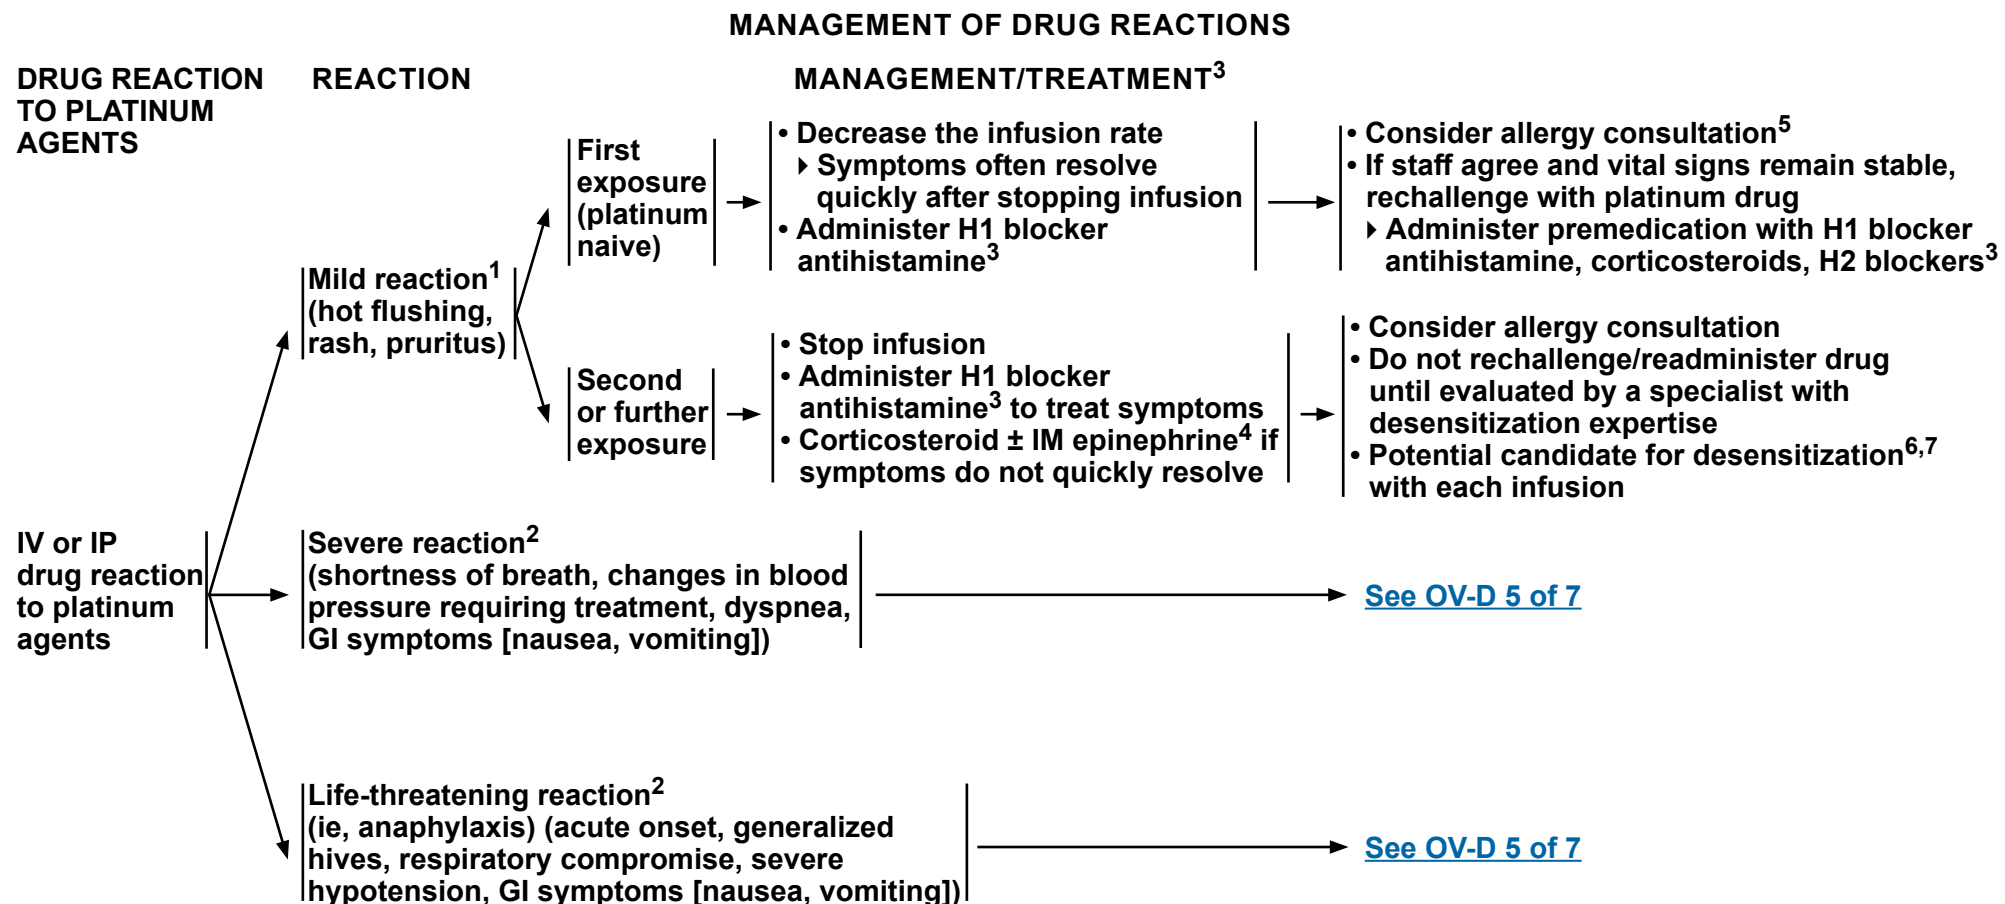 MANAGEMENT OF DRUG REACTIONS
DRUG REACTION
TO PLATINUM
AGENTS
REACTION
MANAGEMENT/TREATMENT3
IV or IP
drug reaction
to platinum
agents
Mild reaction1
(hot flushing,
rash, pruritus)
First
exposure
(platinum
naive)
• Decrease the infusion rate
‣ Symptoms often resolve
quickly after stopping infusion
• Administer H1 blocker
antihistamine3
• Consider allergy consultation5
• If staff agree and vital signs remain stable,
rechallenge with platinum drug
‣ Administer premedication with H1 blocker
antihistamine, corticosteroids, H2 blockers3
Second
or further
exposure
• Stop infusion
• Administer H1 blocker
antihistamine3 to treat symptoms
• Corticosteroid ± IM epinephrine4 if
symptoms do not quickly resolve
• Consider allergy consultation
• Do not rechallenge/readminister drug
until evaluated by a specialist with
desensitization expertise
• Potential candidate for desensitization6,7
with each infusion
Severe reaction2
(shortness of breath, changes in blood
pressure requiring treatment, dyspnea,
GI symptoms [nausea, vomiting])
See OV-D 5 of 7
Life-threatening reaction2
(ie, anaphylaxis) (acute onset, generalized
hives, respiratory compromise, severe
hypotension, GI symptoms [nausea, vomiting])
See OV-D 5 of 7